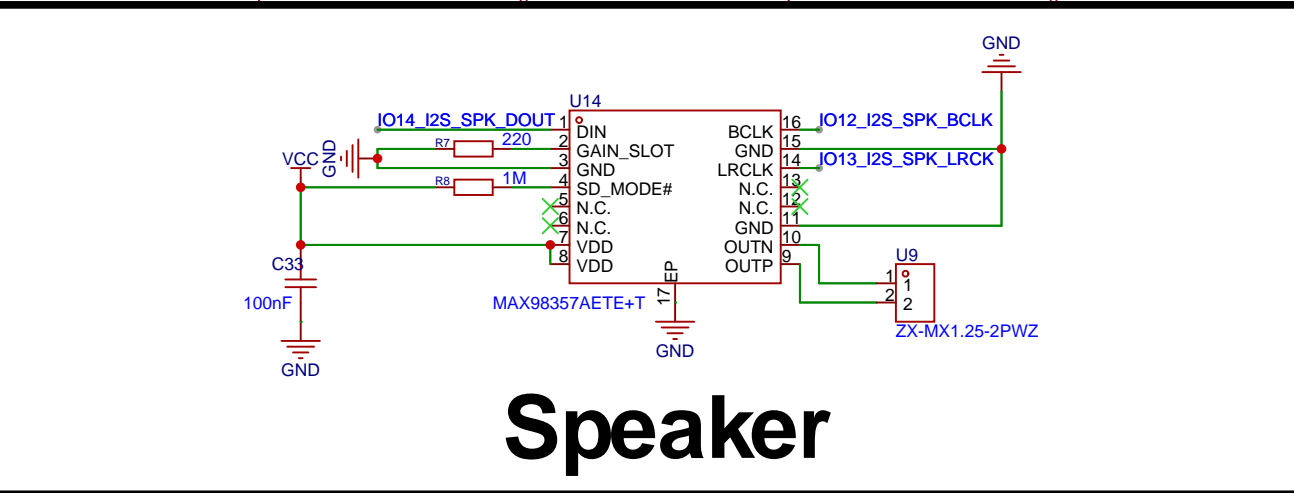 GND
U14
IO14_I2S_SPK_DOUT
1
DIN
BCLK
16
IO12_I2S_SPK_BCLK
R7
220
2
GAIN_SLOT
GND
15
VCC
GND
3
GND
LRCLK
14
IO13_I2S_SPK_LRCK
R8
1M
4
SD_MODE#
N.C.
13
5
N.C.
N.C.
12
6
N.C.
GND
11
7
VDD
OUTN
10
8
VDD
OUTP
9
C33
100nF
GND
EP
17
MAX98357AETE+T
GND
U9
1
1
2
2
ZX-MX1.25-2PWZ
Speaker